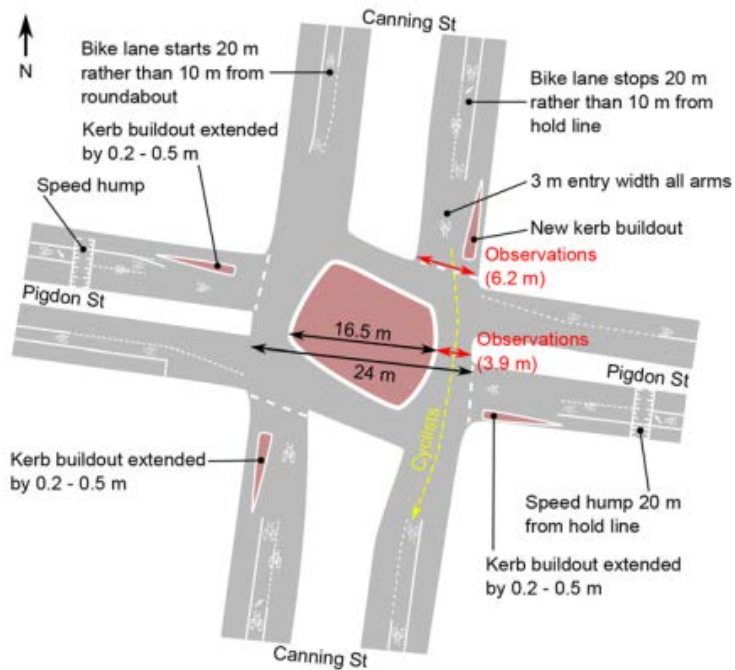 Canning St
N
Bike lane starts 20 m
rather than 10 m from
roundabout
Bike lane stops 20 m
rather than 10 m from
hold line
Kerb buildout extended
by 0.2 - 0.5 m
Speed hump
3 m entry width all arms
New kerb buildout
Observations
(6.2 m)
Pigdon St
16.5 m
24 m
Observations
(3.9 m)
Pigdon St
Cyclists
Kerb buildout extended
by 0.2 - 0.5 m
Speed hump 20 m
from hold line
Kerb buildout extended
by 0.2 - 0.5 m
Canning St